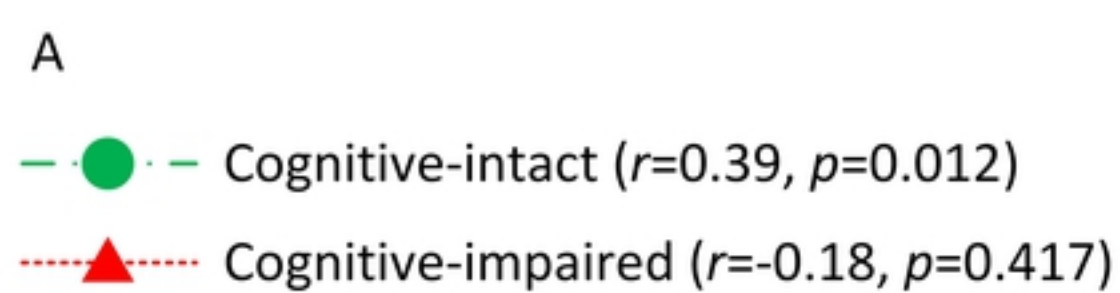 A
Cognitive-intact (r=0.39, p=0.012)
Cognitive-impaired (r=-0.18, p=0.417)